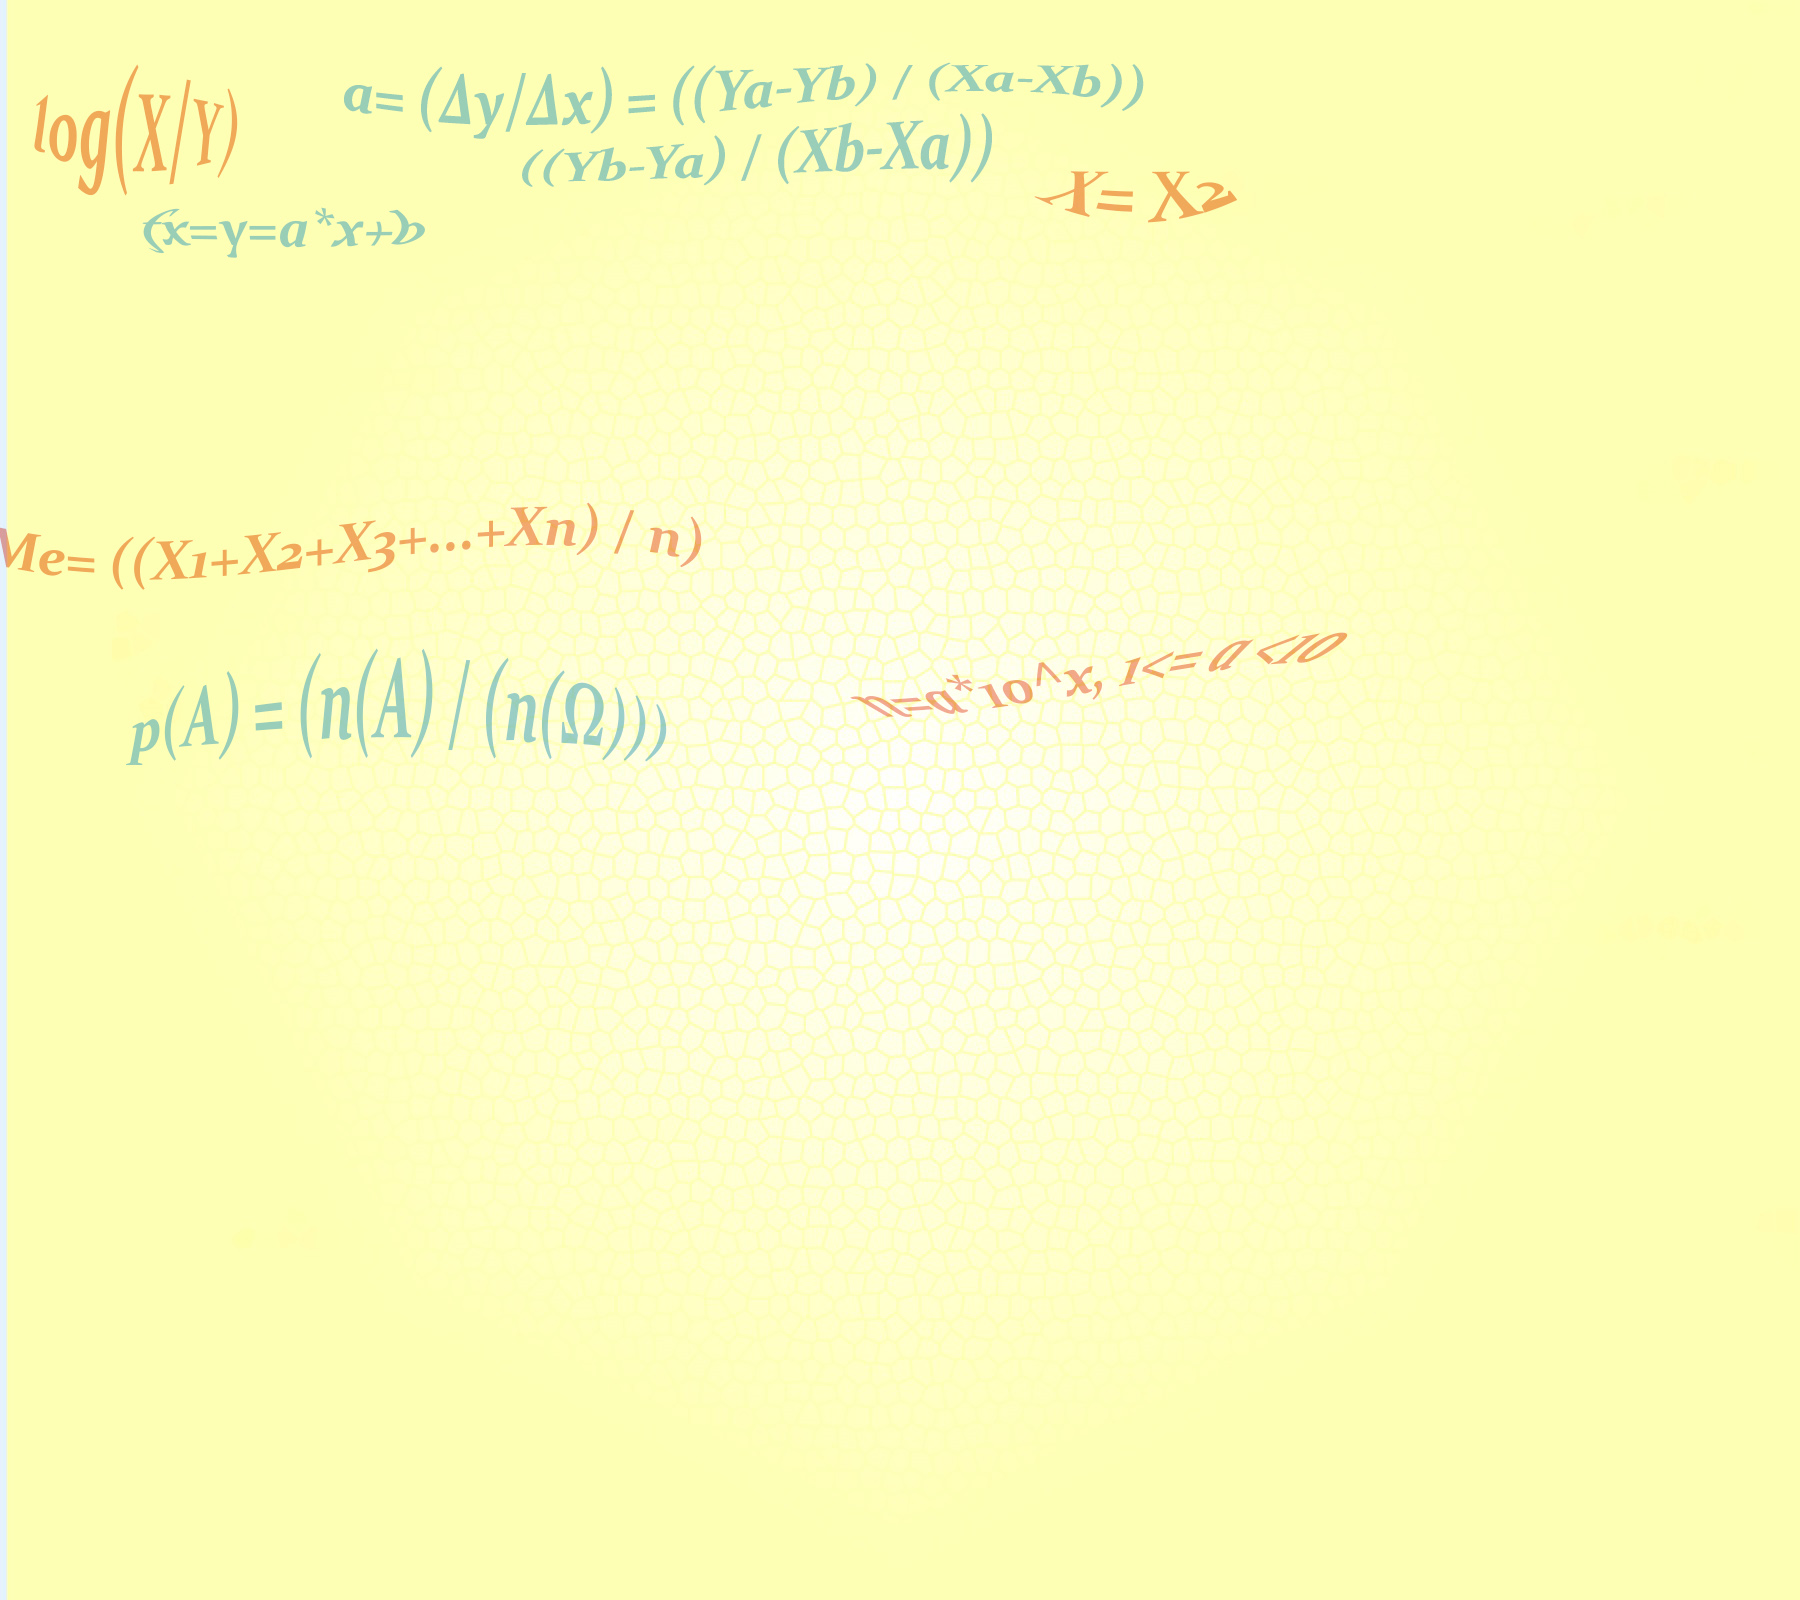 log(X/Y)
a= (Δy/Δx) = ((Ya-Yb) / (Xa-Xb))
((Yb-Ya) / (Xb-Xa))
X= X2
(x=y=a*x+b
Me= ((X1+X2+X3+...+Xn) / n)
n=a*10^x, 1<= a <10
p(A) = (n(A) / (n(Ω)))